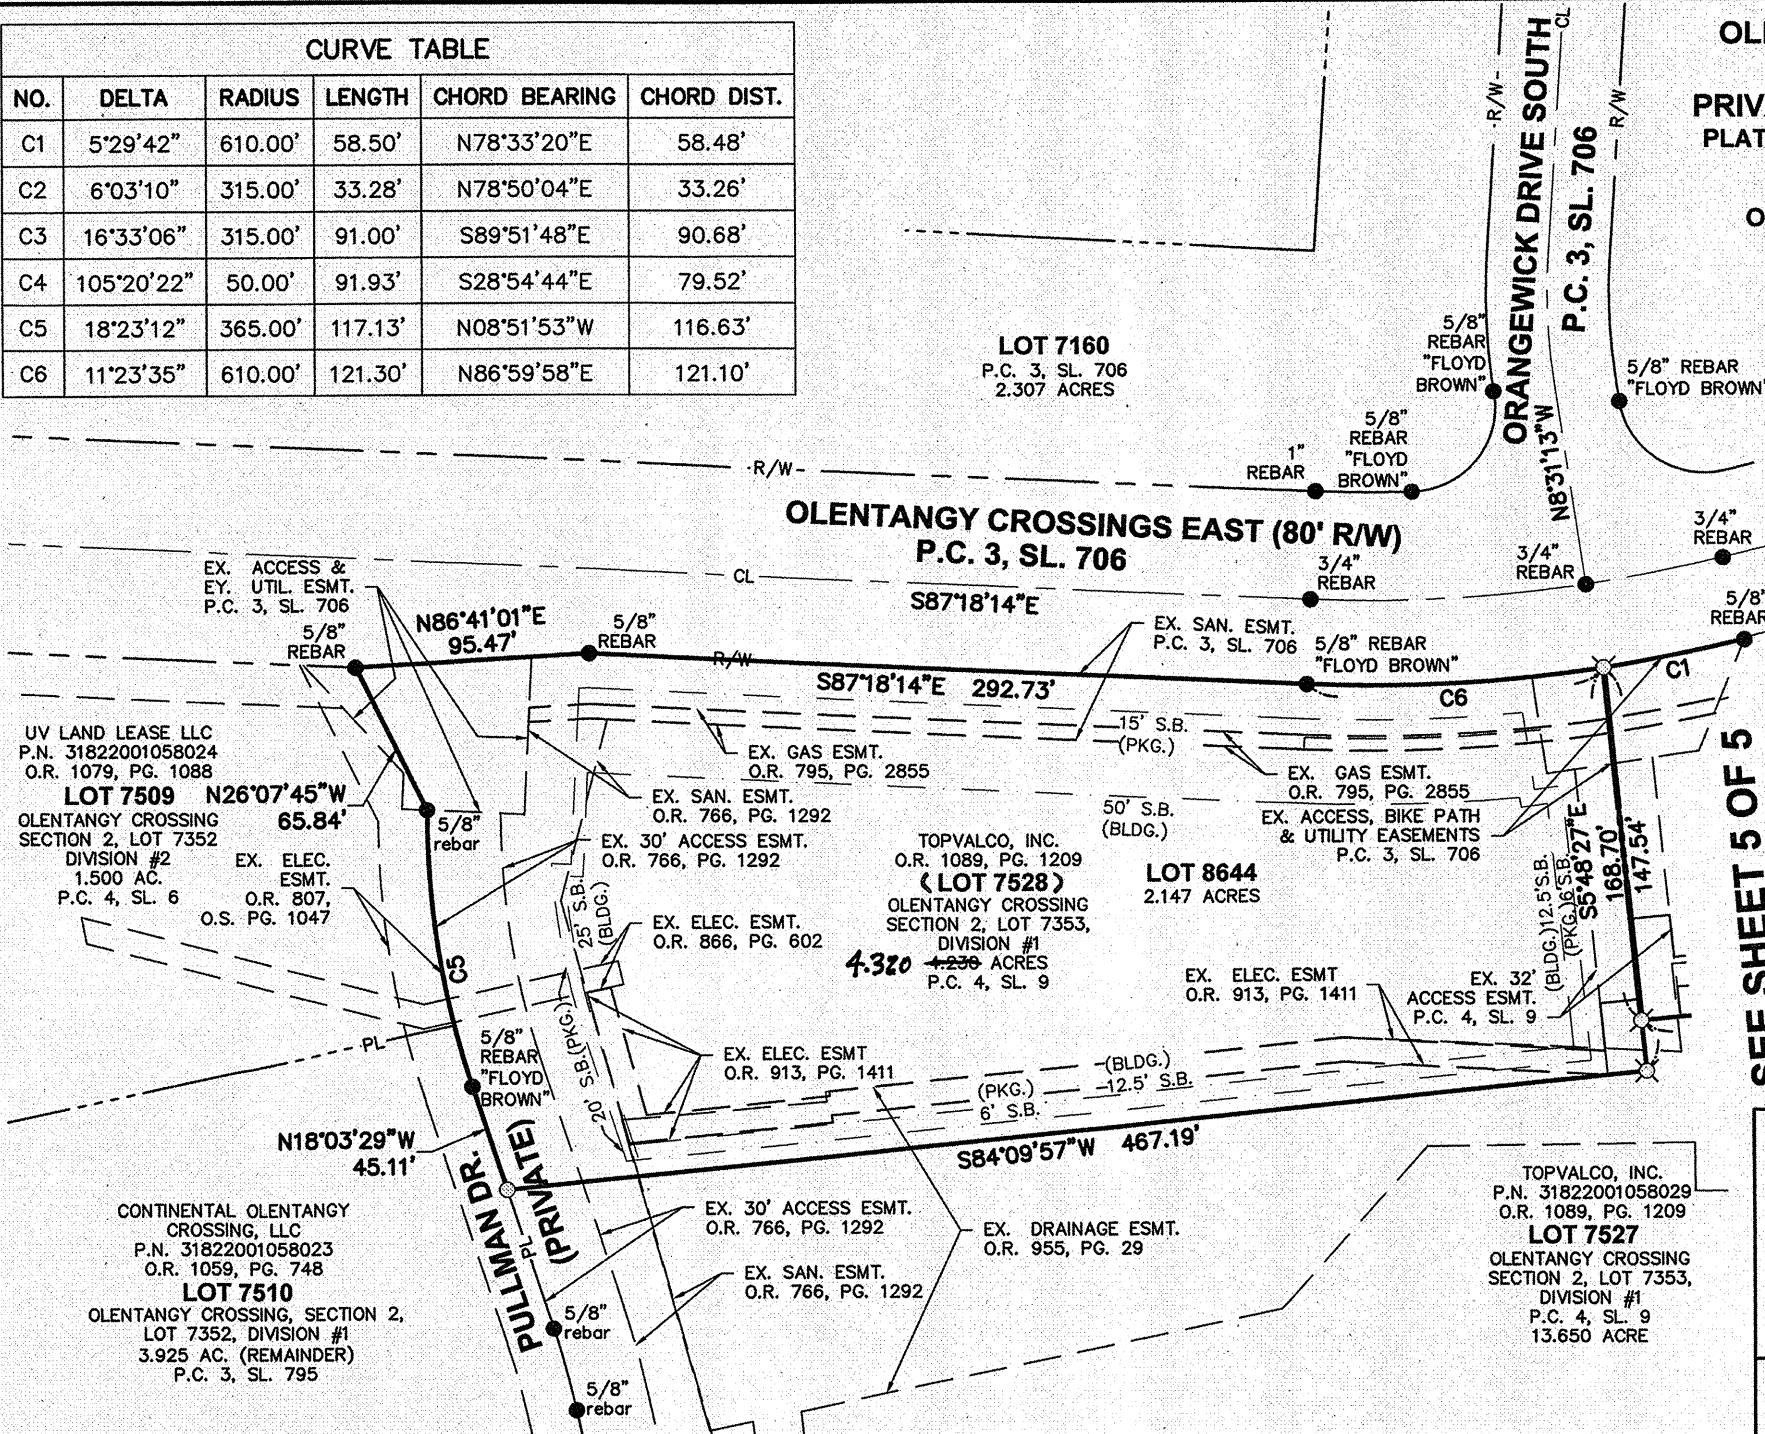 CURVE TABLE
NO. DELTA RADIUS LENGTH CHORD BEARING CHORD DIST.
C1 5°29'42" 610.00' 58.50' N78°33'20"E 58.48'
C2 6°03'10" 315.00' 33.28' N78°50'04"E 33.26'
C3 16°33'06" 315.00' 91.00' S89°51'48"E 90.68'
C4 105°20'22" 50.00' 91.93' S28°54'44"E 79.52'
C5 18°23'12" 365.00' 117.13' N08°51'53"W 116.63'
C6 11°23'35" 610.00' 121.30' N86°59'58"E 121.10'
CL
R/W
R/W
ORANGEWICK DRIVE SOUTH
P.C. 3, SL. 706
LOT 7160
P.C. 3, SL. 706
2.307 ACRES
5/8"
REBAR
"FLOYD
BROWN"
5/8" REBAR
"FLOYD BROWN"
5/8"
REBAR
"FLOYD
BROWN"
1"
REBAR
N8°31'13"W
R/W
OLENTANGY CROSSINGS EAST (80' R/W)
P.C. 3, SL. 706
3/4"
REBAR
3/4"
REBAR
3/4"
REBAR
CL
S87°18'14"E
EX. ACCESS &
EY. UTIL. ESMT.
P.C. 3, SL. 706
5/8"
REBAR
N86°41'01"E
95.47'
5/8"
REBAR
R/W
EX. SAN. ESMT.
P.C. 3, SL. 706
5/8" REBAR
"FLOYD BROWN"
5/8"
REBAR
S87°18'14"E 292.73'
C6
C1
15' S.B.
(PKG.)
UV LAND LEASE LLC
P.N. 31822001058024
O.R. 1079, PG. 1088
LOT 7509
OLENTANGY CROSSING
SECTION 2, LOT 7352
DIVISION #2
1.500 AC.
P.C. 4, SL. 6
N26°07'45"W
65.84'
5/8"
rebar
EX. GAS ESMT.
O.R. 795, PG. 2855
EX. SAN. ESMT.
O.R. 766, PG. 1292
EX. 30' ACCESS ESMT.
O.R. 766, PG. 1292
EX. GAS ESMT.
O.R. 795, PG. 2855
50' S.B.
(BLDG.)
EX. ACCESS, BIKE PATH
& UTILITY EASEMENTS
P.C. 3, SL. 706
EX. ELEC.
ESMT.
O.R. 807,
O.S. PG. 1047
25' S.B.
(BLDG.)
EX. ELEC. ESMT.
O.R. 866, PG. 602
TOPVALCO, INC.
O.R. 1089, PG. 1209
(LOT 7528)
OLENTANGY CROSSING
SECTION 2, LOT 7353,
DIVISION #1
4.320 4.230 ACRES
P.C. 4, SL. 9
LOT 8644
2.147 ACRES
(BLDG.)12.5'S.B.
(PKG.)6'S.B.
S5°48'27"E
168.70'
147.54'
SEE SHEET 5 OF 5
C5
EX. ELEC. ESMT
O.R. 913, PG. 1411
EX. 32'
ACCESS ESMT.
P.C. 4, SL. 9
PL
5/8"
REBAR
"FLOYD
BROWN"
20' S.B.(PKG.)
EX. ELEC. ESMT
O.R. 913, PG. 1411
(BLDG.)
12.5' S.B.
(PKG.)
6' S.B.
N18°03'29"W
45.11'
S84°09'57"W 467.19'
PULLMAN DR.
(PRIVATE)
PL
CONTINENTAL OLENTANGY
CROSSING, LLC
P.N. 31822001058023
O.R. 1059, PG. 748
LOT 7510
OLENTANGY CROSSING, SECTION 2,
LOT 7352, DIVISION #1
3.925 AC. (REMAINDER)
P.C. 3, SL. 795
EX. 30' ACCESS ESMT.
O.R. 766, PG. 1292
EX. SAN. ESMT.
O.R. 766, PG. 1292
EX. DRAINAGE ESMT.
O.R. 955, PG. 29
TOPVALCO, INC.
P.N. 31822001058029
O.R. 1089, PG. 1209
LOT 7527
OLENTANGY CROSSING
SECTION 2, LOT 7353,
DIVISION #1
P.C. 4, SL. 9
13.650 ACRE
5/8"
rebar
5/8"
rebar